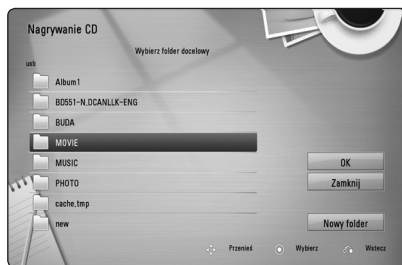 Nagrywanie CD
Wybierz folder docelowy
usb
Album1
BD551-N,DCANLLK-ENG
BUDA
MOVIE
MUSIC
PHOTO
cache.tmp
new
OK
Zamknij
Nowy folder
Przenieś Wybierz Wstecz